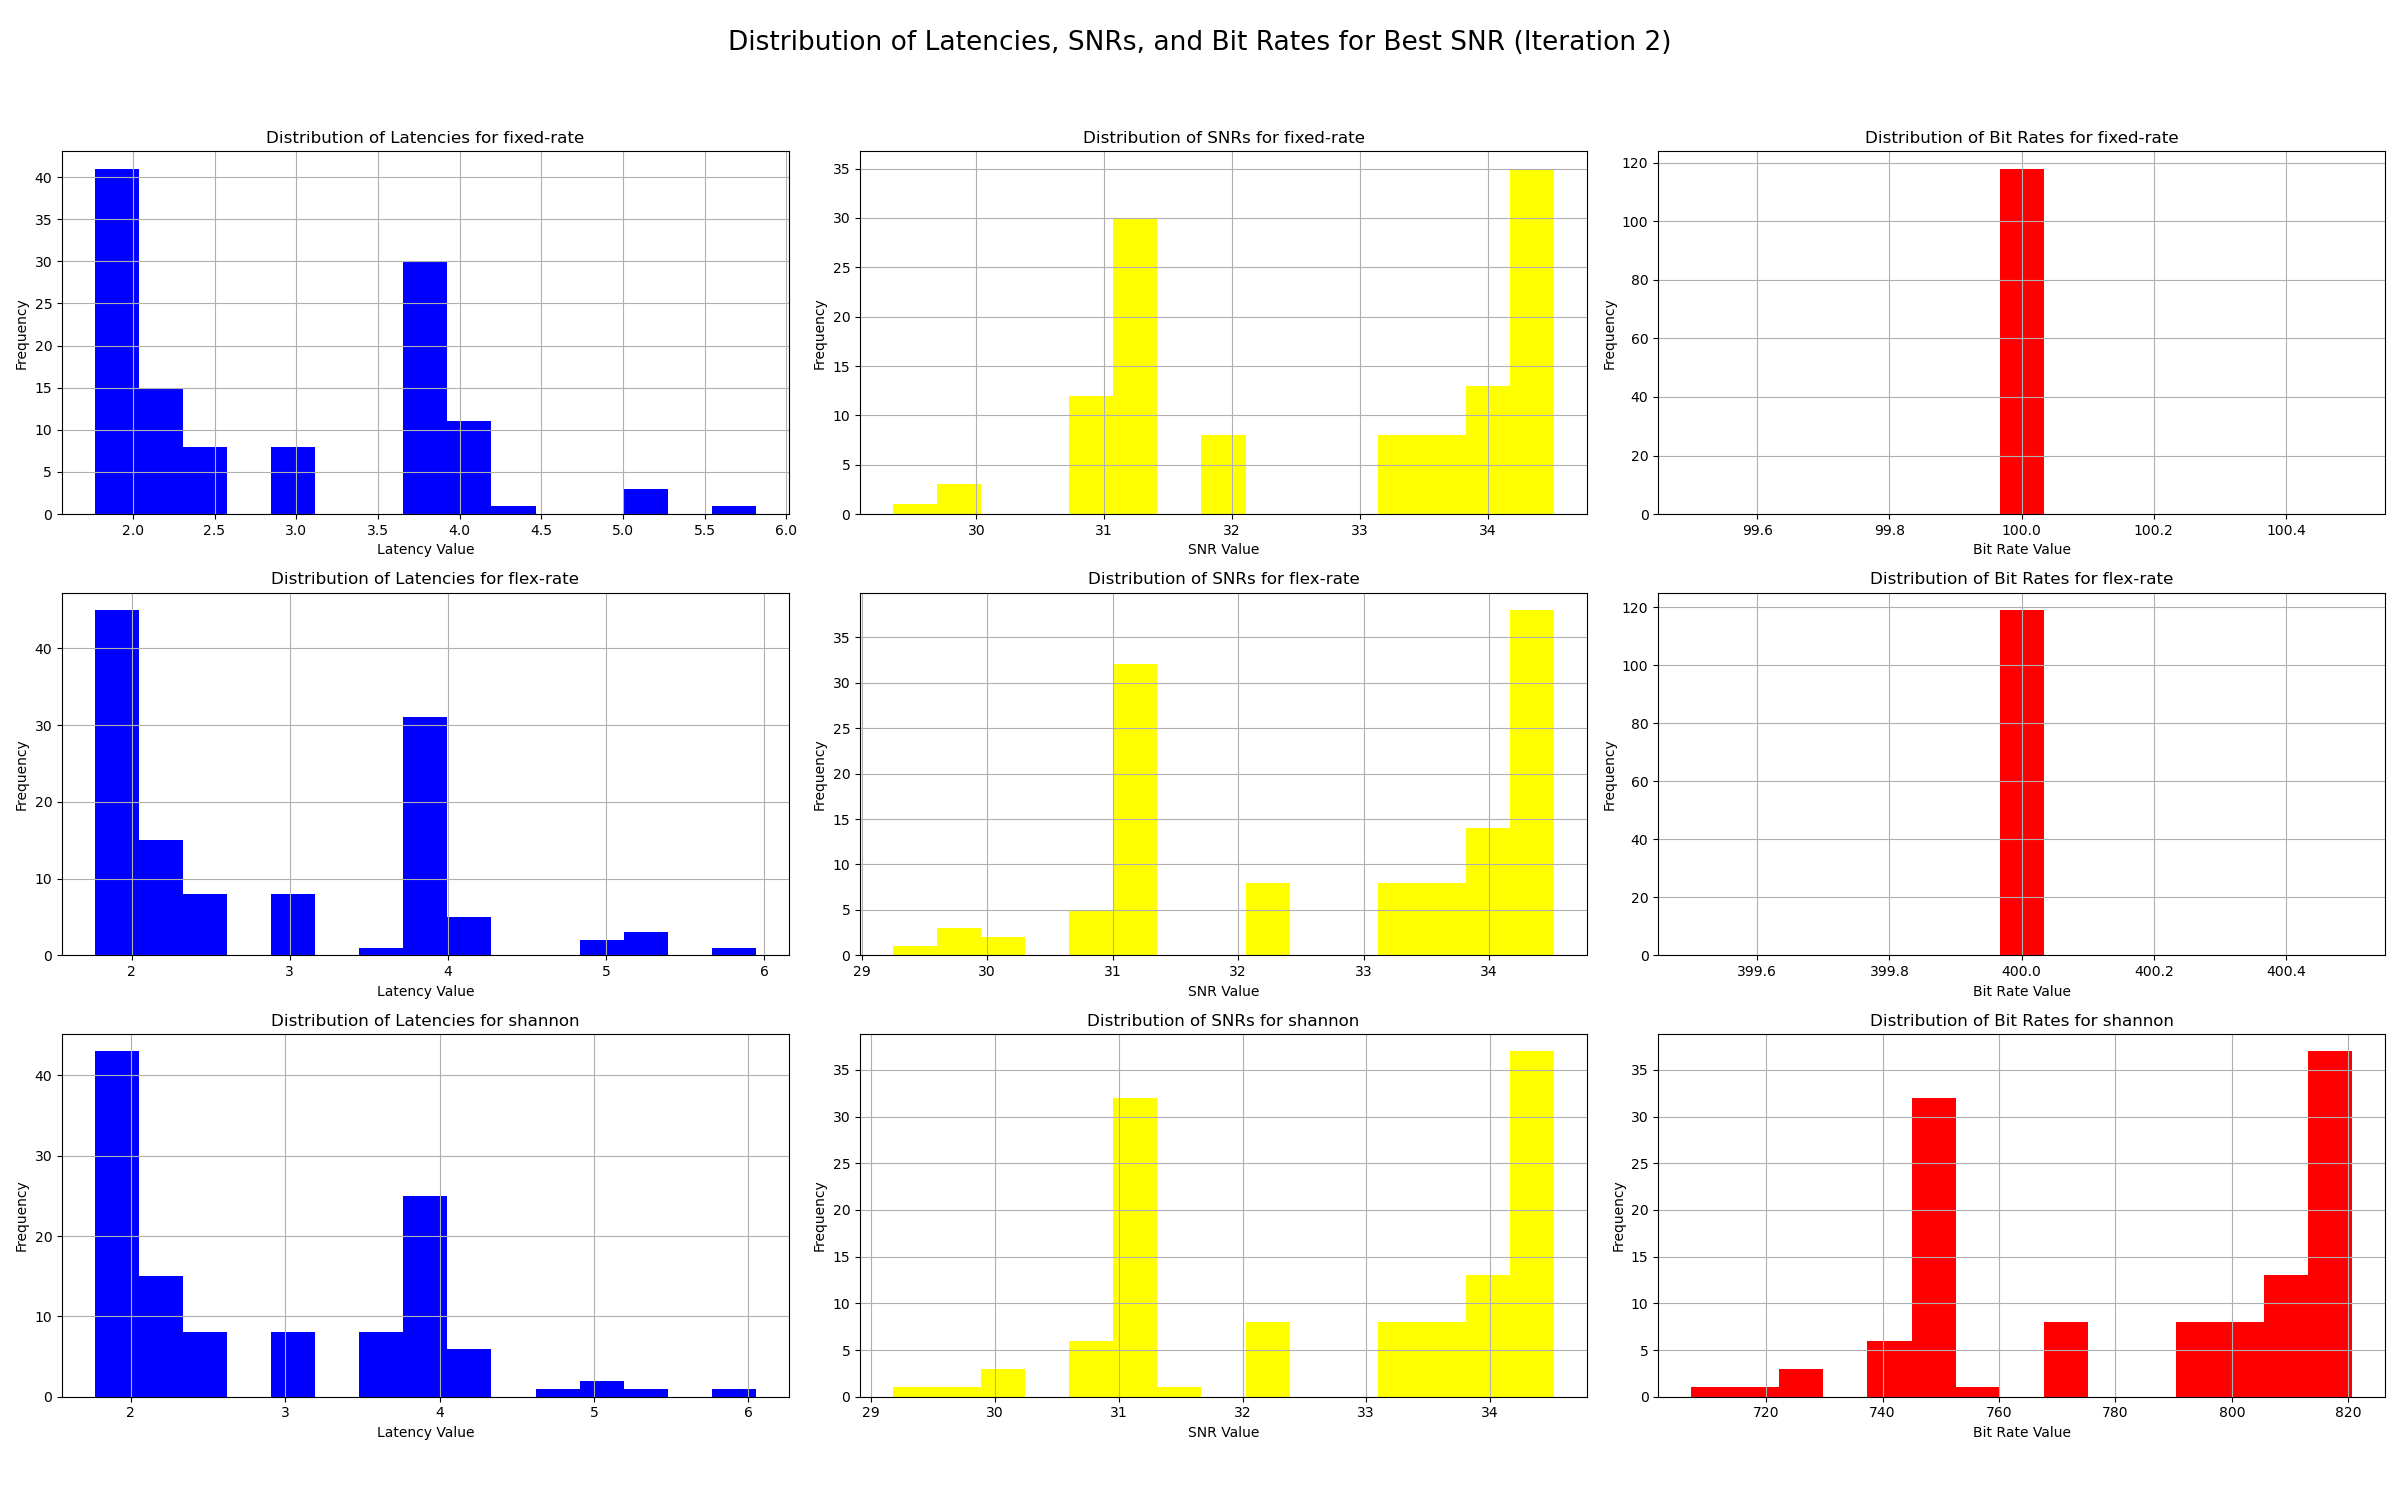 Distribution of Latencies, SNRs, and Bit Rates for Best SNR (Iteration 2)
Distribution of Latencies for fixed-rate
Frequency
40
35
30
25
20
15
10
5
0
2.0 2.5 3.0 3.5 4.0 4.5 5.0 5.5 6.0
Latency Value
Distribution of SNRs for fixed-rate
Frequency
35
30
25
20
15
10
5
0
30 31 32 33 34
SNR Value
Distribution of Bit Rates for fixed-rate
Frequency
120
100
80
60
40
20
0
99.6 99.8 100.0 100.2 100.4
Bit Rate Value
Distribution of Latencies for flex-rate
Frequency
40
30
20
10
0
2 3 4 5 6
Latency Value
Distribution of SNRs for flex-rate
Frequency
35
30
25
20
15
10
5
0
29 30 31 32 33 34
SNR Value
Distribution of Bit Rates for flex-rate
Frequency
120
100
80
60
40
20
0
399.6 399.8 400.0 400.2 400.4
Bit Rate Value
Distribution of Latencies for shannon
Frequency
40
30
20
10
0
2 3 4 5 6
Latency Value
Distribution of SNRs for shannon
Frequency
35
30
25
20
15
10
5
0
29 30 31 32 33 34
SNR Value
Distribution of Bit Rates for shannon
Frequency
35
30
25
20
15
10
5
0
720 740 760 780 800 820
Bit Rate Value